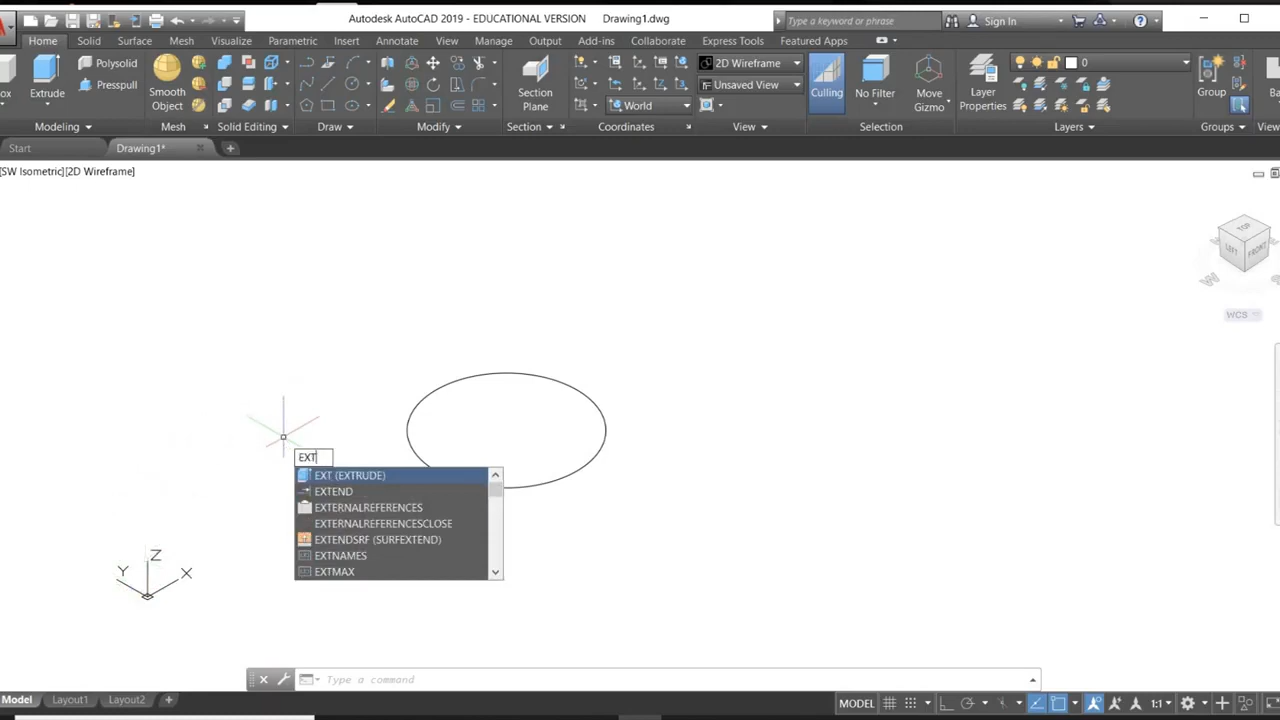 Autodesk AutoCAD 2019 - EDUCATIONAL VERSION Drawing1.dwg
Type a keyword or phrase
Sign In
Home Solid Surface Mesh Visualize Parametric Insert Annotate View Manage Output Add-ins Collaborate Express Tools Featured Apps
Polysolid
Presspull
Extrude
Smooth
Object
Section
Plane
World
2D Wireframe
Unsaved View
Culling
No Filter
Move
Gizmo
Layer
Properties
0
Group
Modeling Mesh Solid Editing Draw Modify Section Coordinates View Selection Layers Groups
Start Drawing1*
[SW Isometric][2D Wireframe]
TOP
LEFT FRONT
W
WCS
EXT
EXT (EXTRUDE)
EXTEND
EXTERNALREFERENCES
EXTERNALREFERENCESCLOSE
EXTENDSRF (SURFEXTEND)
EXTNAMES
EXTMAX
Z
Y X
Type a command
Model Layout1 Layout2
MODEL 1:1